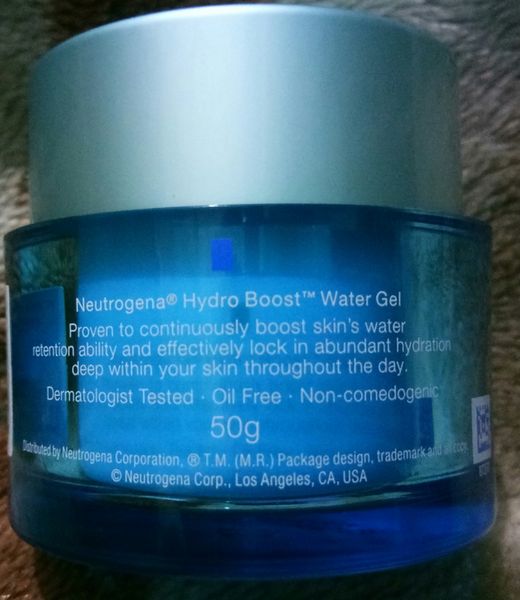 Neutrogena® Hydro Boost™ Water Gel
Proven to continuously boost skin's water
retention ability and effectively lock in abundant hydration
deep within your skin throughout the day.
Dermatologist Tested · Oil Free · Non-comedogenic
50g
Distributed by Neutrogena Corporation, ® T.M. (M.R.) Package design, trademark and all copy,
© Neutrogena Corp., Los Angeles, CA, USA